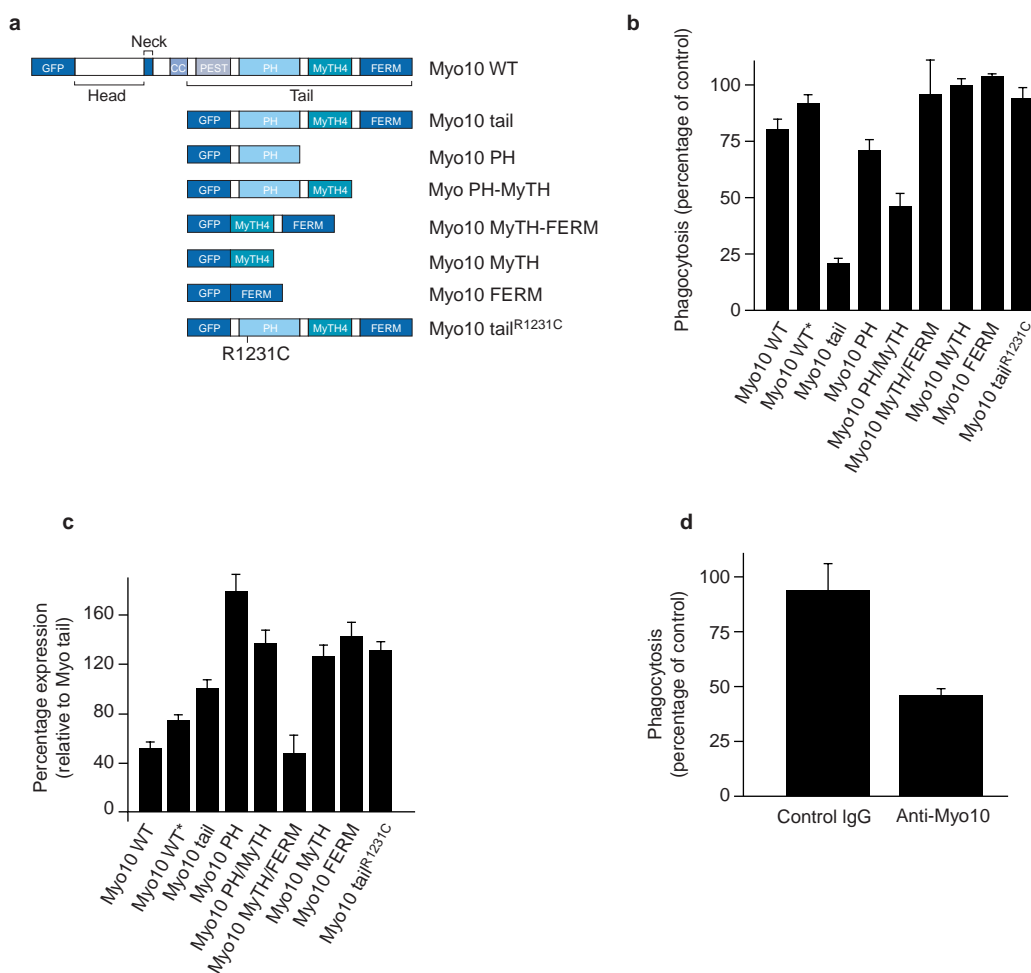 a
Neck
GFP CC PEST PH MyTH4 FERM Myo10 WT
Head Tail
GFP PH MyTH4 FERM Myo10 tail
GFP PH Myo10 PH
GFP PH MyTH4 Myo PH-MyTH
GFP MyTH4 FERM Myo10 MyTH-FERM
GFP MyTH4 Myo10 MyTH
GFP FERM Myo10 FERM
GFP PH MyTH4 FERM Myo10 tailR1231C
R1231C
b
Phagocytosis (percentage of control)
100
75
50
25
0
Myo10 WT
Myo10 WT*
Myo10 tail
Myo10 PH
Myo10 PH/MyTH
Myo10 MyTH/FERM
Myo10 MyTH
Myo10 FERM
Myo10 tailR1231C
c
Percentage expression
(relative to Myo tail)
160
120
80
40
0
Myo10 WT
Myo10 WT*
Myo10 tail
Myo10 PH
Myo10 PH/MyTH
Myo10 MyTH/FERM
Myo10 MyTH
Myo10 FERM
Myo10 tailR1231C
d
Phagocytosis
(percentage of control)
100
75
50
25
0
Control IgG
Anti-Myo10